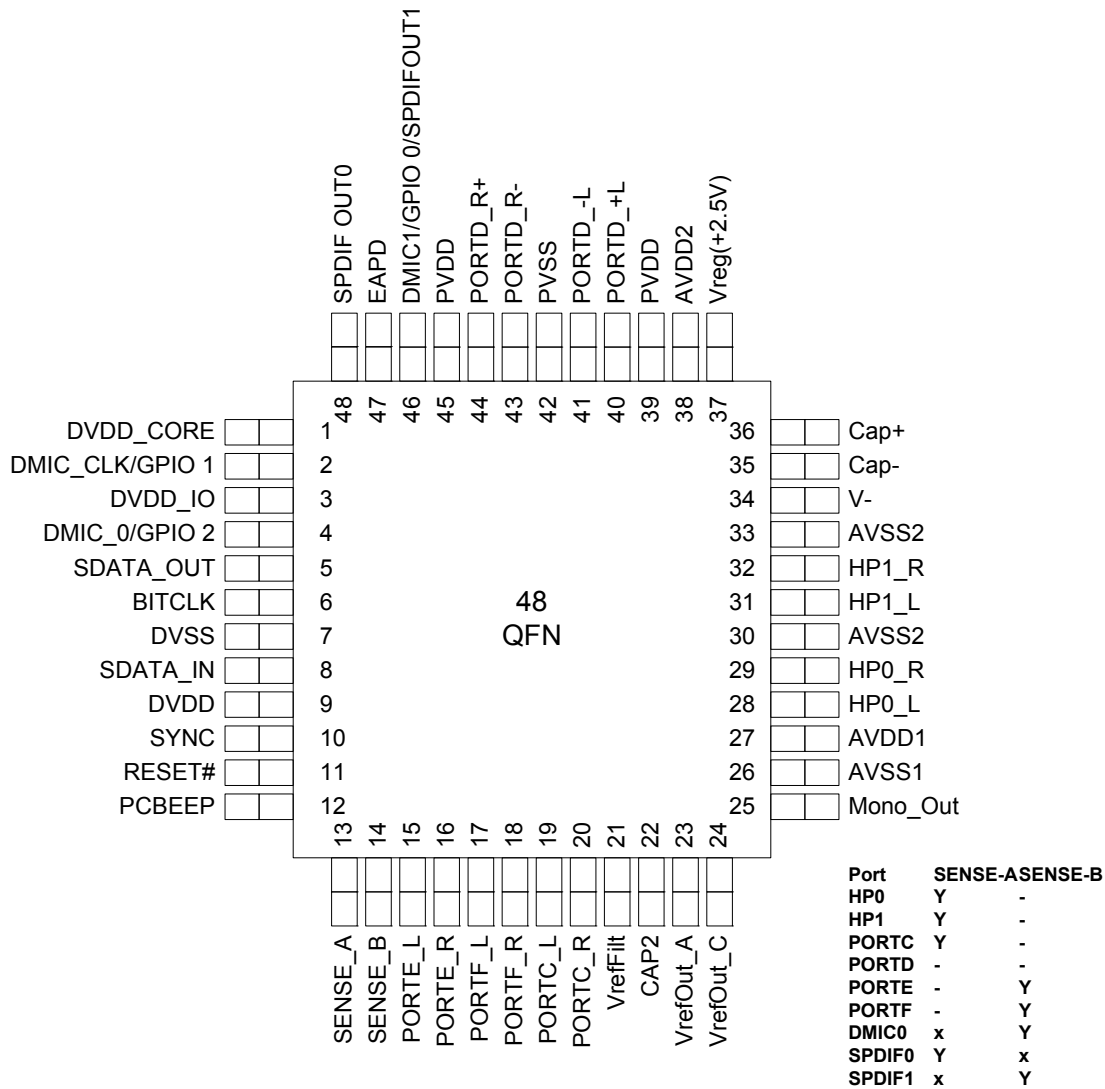 SPDIF OUT0
EAPD
DMIC1/GPIO 0/SPDIFOUT1
PVDD
PORTD_R+
PORTD_R-
PVSS
PORTD_-L
PORTD_+L
PVDD
AVDD2
Vreg(+2.5V)
48
47
46
45
44
43
42
41
40
39
38
37
DVDD_CORE 1
DMIC_CLK/GPIO 1 2
DVDD_IO 3
DMIC_0/GPIO 2 4
SDATA_OUT 5
BITCLK 6
DVSS 7
SDATA_IN 8
DVDD 9
SYNC 10
RESET# 11
PCBEEP 12
48
QFN
36 Cap+
35 Cap-
34 V-
33 AVSS2
32 HP1_R
31 HP1_L
30 AVSS2
29 HP0_R
28 HP0_L
27 AVDD1
26 AVSS1
25 Mono_Out
13
14
15
16
17
18
19
20
21
22
23
24
SENSE_A
SENSE_B
PORTE_L
PORTE_R
PORTF_L
PORTF_R
PORTC_L
PORTC_R
VrefFilt
CAP2
VrefOut_A
VrefOut_C
Port SENSE-ASENSE-B
HP0 Y -
HP1 Y -
PORTC Y -
PORTD - -
PORTE - Y
PORTF - Y
DMIC0 x Y
SPDIF0 Y x
SPDIF1 x Y